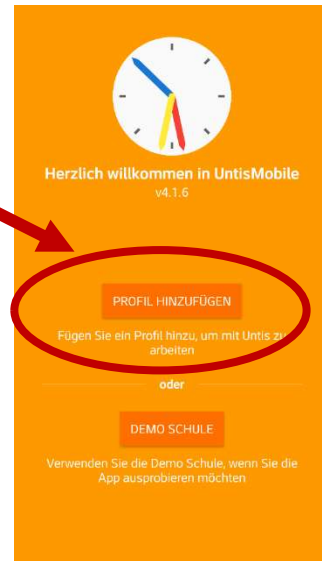 Herzlich willkommen in UntisMobile
v4.1.6
PROFIL HINZUFÜGEN
Fügen Sie ein Profil hinzu, um mit Untis zu
arbeiten
oder
DEMO SCHULE
Verwenden Sie die Demo Schule, wenn Sie die
App ausprobieren möchten